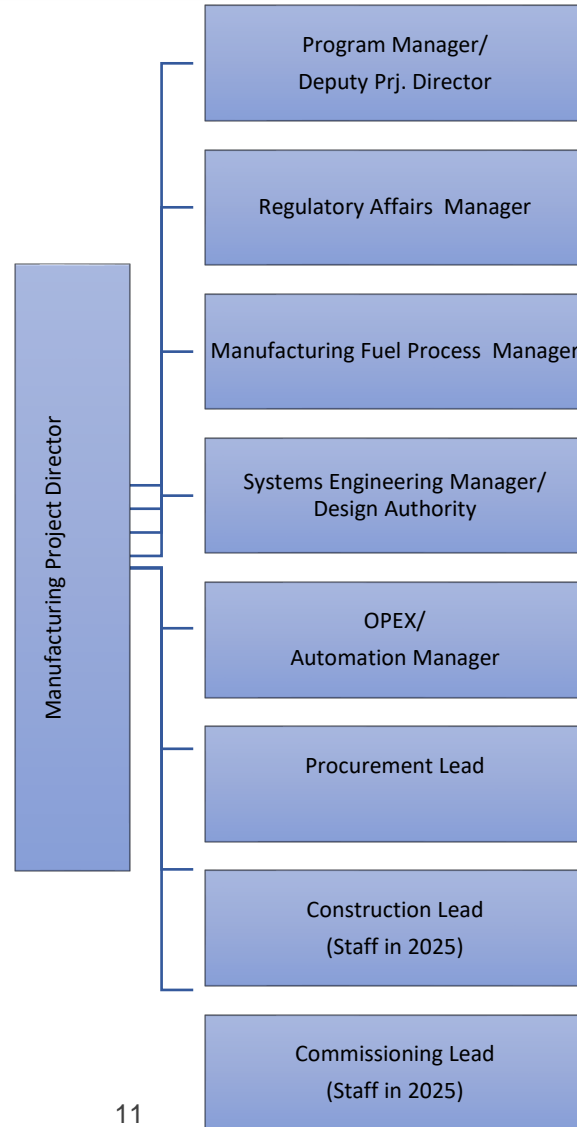 Program Manager/
Deputy Prj. Director
Regulatory Affairs  Manager
Manufacturing Fuel Process  Manager
Manufacturing Project Director
Systems Engineering Manager/
Design Authority
OPEX/
Automation Manager
Procurement Lead
Construction Lead
(Staff in 2025)
Commissioning Lead
(Staff in 2025)
11